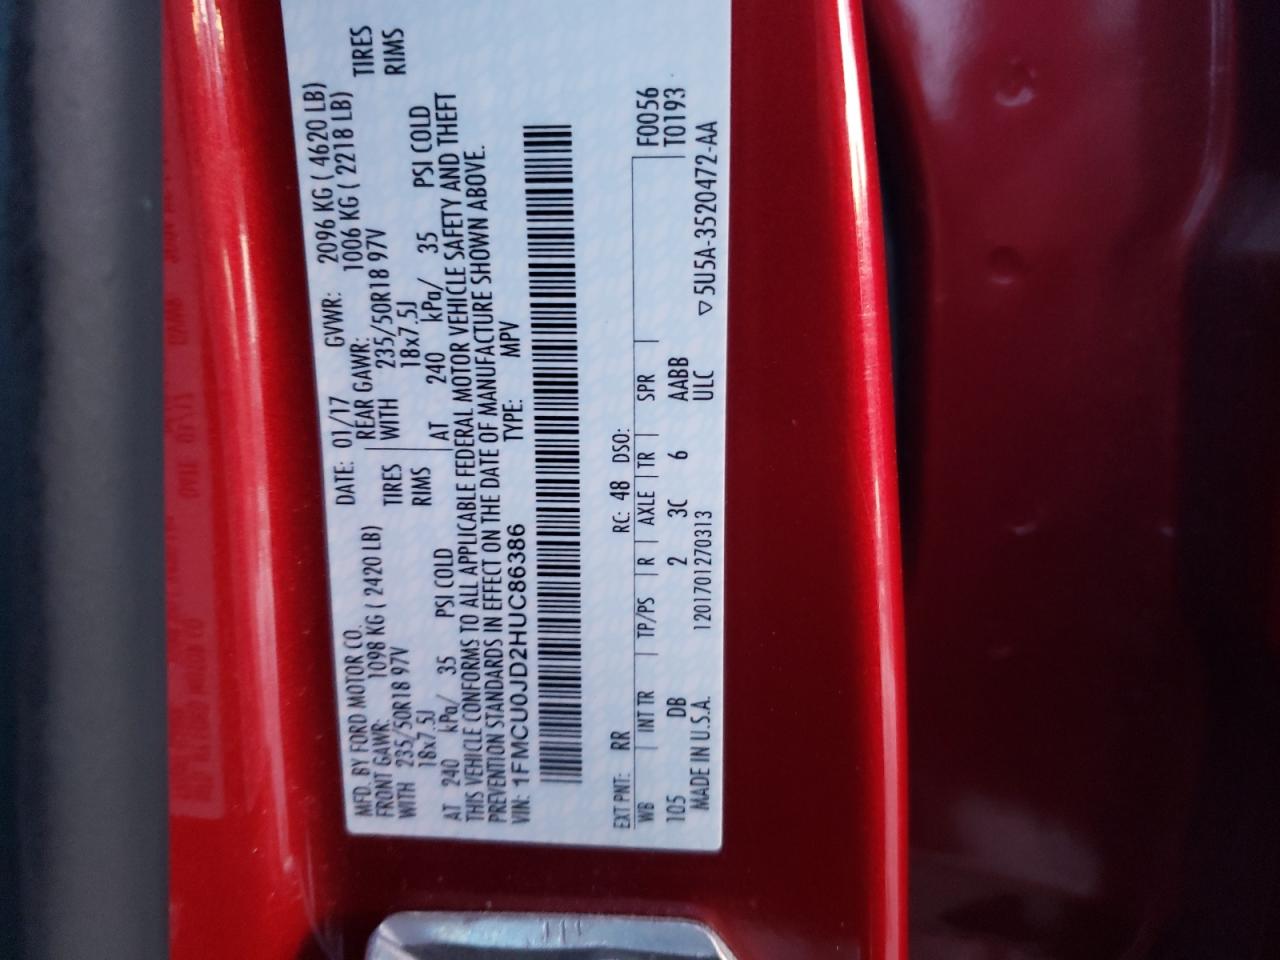 MFD. BY FORD MOTOR CO. DATE: 01/17 GVWR: 2096 KG ( 4620 LB)
FRONT GAWR: 1098 KG ( 2420 LB) REAR GAWR: 1006 KG ( 2218 LB)
WITH 235/50R18 97V TIRES WITH 235/50R18 97V TIRES
18x7.5J RIMS 18x7.5J RIMS
AT 240 kPa/ 35 PSI COLD AT 240 kPa/ 35 PSI COLD
THIS VEHICLE CONFORMS TO ALL APPLICABLE FEDERAL MOTOR VEHICLE SAFETY AND THEFT
PREVENTION STANDARDS IN EFFECT ON THE DATE OF MANUFACTURE SHOWN ABOVE.
VIN: 1FMCU0JD2HUC86386 TYPE: MPV
EXT PNT: RR RC: 48 DSO:
WB INT TR TP/PS R AXLE TR SPR F0056
105 DB 2 3C 6 AABB T0193
MADE IN U.S.A. 120170127031​3 ULC ▽5U5A-3520472-AA